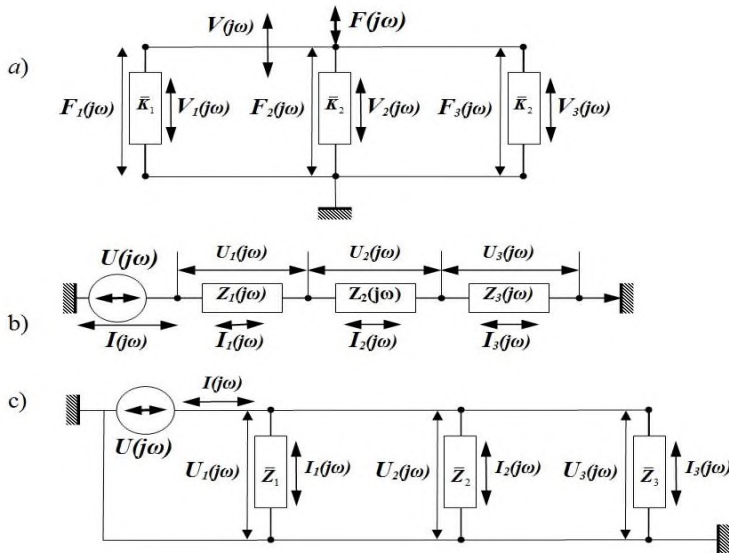 V(jω) F(jω)
a)
F₁(jω) K̅₁ V₁(jω) F₂(jω) K̅₂ V₂(jω) F₃(jω) K̅₂ V₃(jω)
U(jω) U₁(jω) U₂(jω) U₃(jω)
Z₁(jω) Z₂(jω) Z₃(jω)
b)
I(jω) I₁(jω) I₂(jω) I₃(jω)
c)
I(jω)
U(jω)
U₁(jω) Z̅₁ I₁(jω) U₂(jω) Z̅₂ I₂(jω) U₃(jω) Z̅₃ I₃(jω)